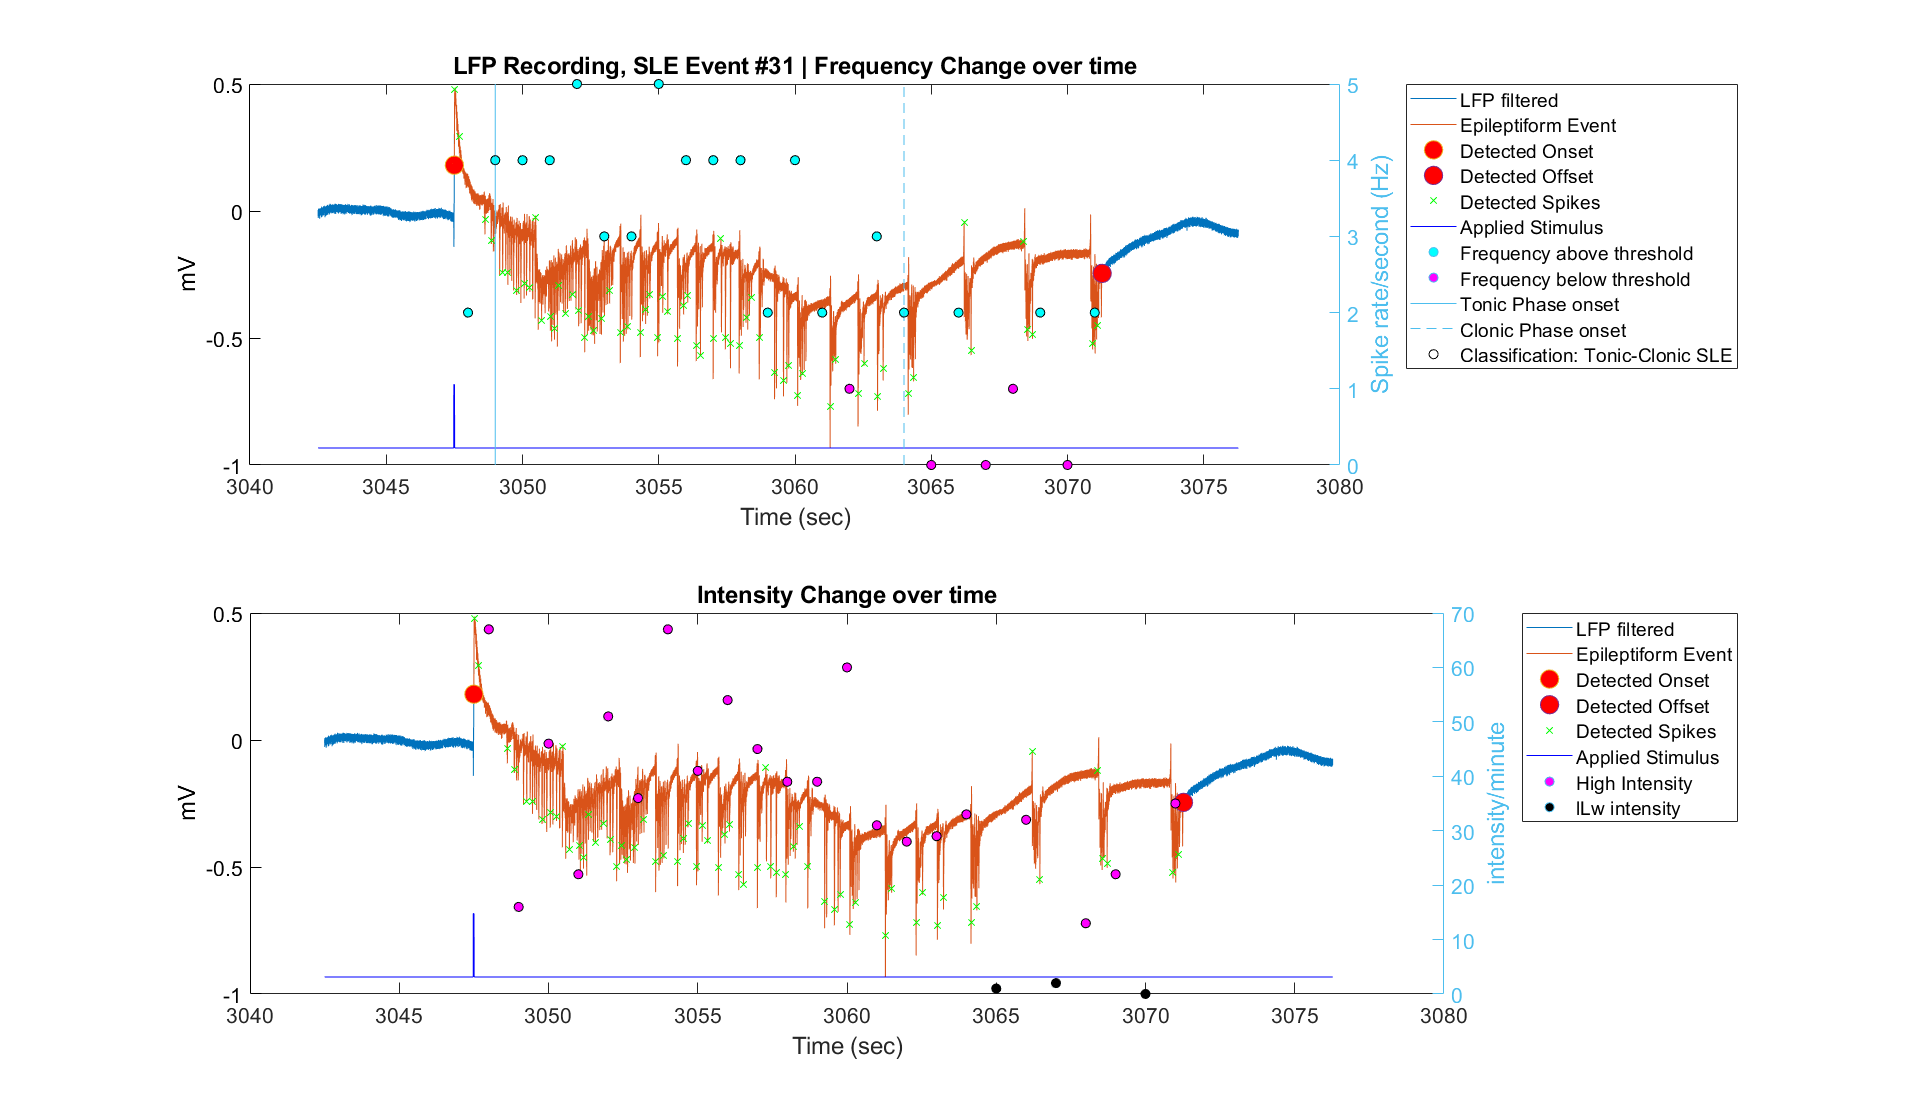 LFP Recording, SLE Event #31 | Frequency Change over time
0.5
0
-0.5
-1
mV
5
4
3
2
1
0
Spike rate/second (Hz)
3040 3045 3050 3055 3060 3065 3070 3075 3080
Time (sec)
LFP filtered
Epileptiform Event
Detected Onset
Detected Offset
Detected Spikes
Applied Stimulus
Frequency above threshold
Frequency below threshold
Tonic Phase onset
Clonic Phase onset
Classification: Tonic-Clonic SLE
Intensity Change over time
0.5
0
-0.5
-1
mV
70
60
50
40
30
20
10
0
intensity/minute
3040 3045 3050 3055 3060 3065 3070 3075 3080
Time (sec)
LFP filtered
Epileptiform Event
Detected Onset
Detected Offset
Detected Spikes
Applied Stimulus
High Intensity
lLw intensity